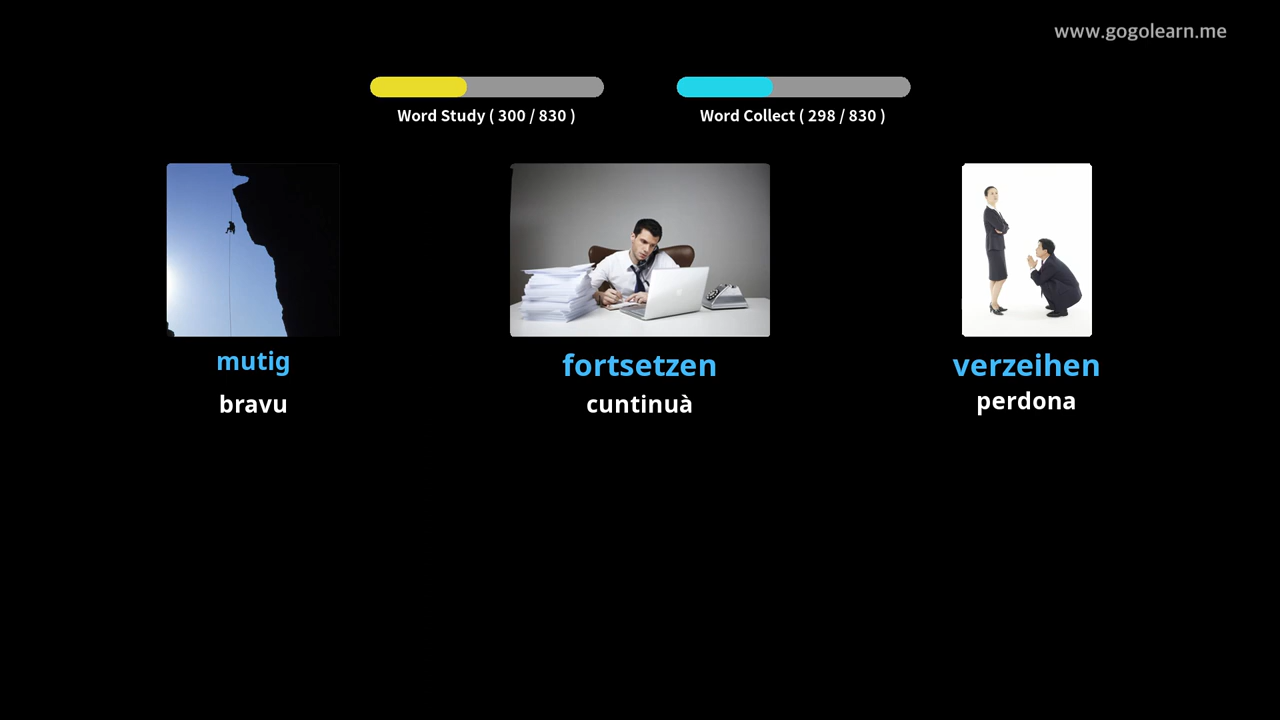 www.gogolearn.me
Word Study ( 300 / 830 )
Word Collect ( 298 / 830 )
mutig
fortsetzen
verzeihen
bravu
cuntinuà
perdona